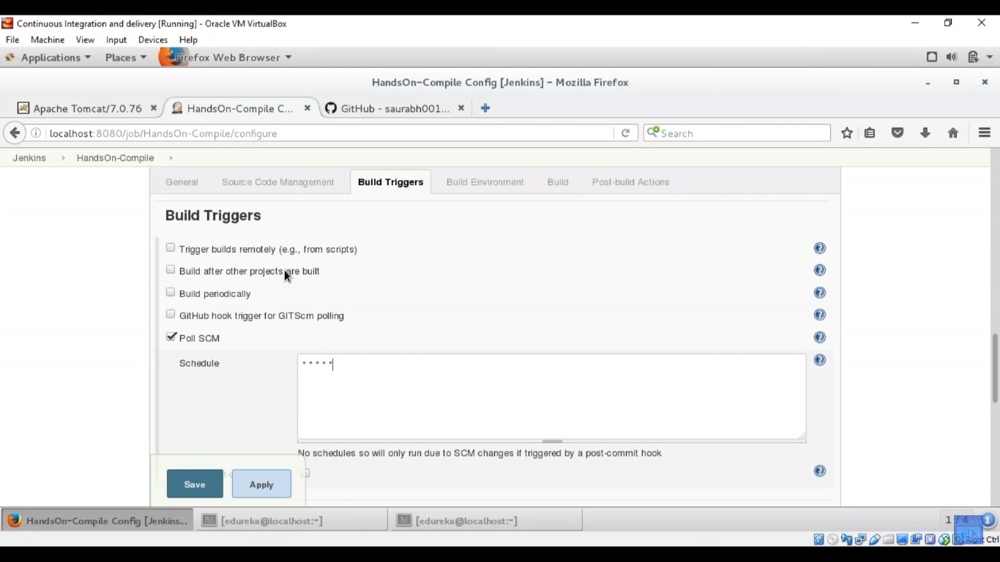 Continuous Integration and delivery [Running] - Oracle VM VirtualBox
File Machine View Input Devices Help
Applications Places Firefox Web Browser
HandsOn-Compile Config [Jenkins] - Mozilla Firefox
Apache Tomcat/7.0.76 HandsOn-Compile C... GitHub - saurabh001...
localhost:8080/job/HandsOn-Compile/configure Search
Jenkins HandsOn-Compile
General Source Code Management Build Triggers Build Environment Build Post-build Actions
Build Triggers
Trigger builds remotely (e.g., from scripts)
Build after other projects are built
Build periodically
GitHub hook trigger for GITScm polling
Poll SCM
Schedule * * * * *
No schedules so will only run due to SCM changes if triggered by a post-commit hook
Save Apply
HandsOn-Compile Config [Jenkins... [edureka@localhost:~] [edureka@localhost:~] 1 / 4 1
Right Ctrl